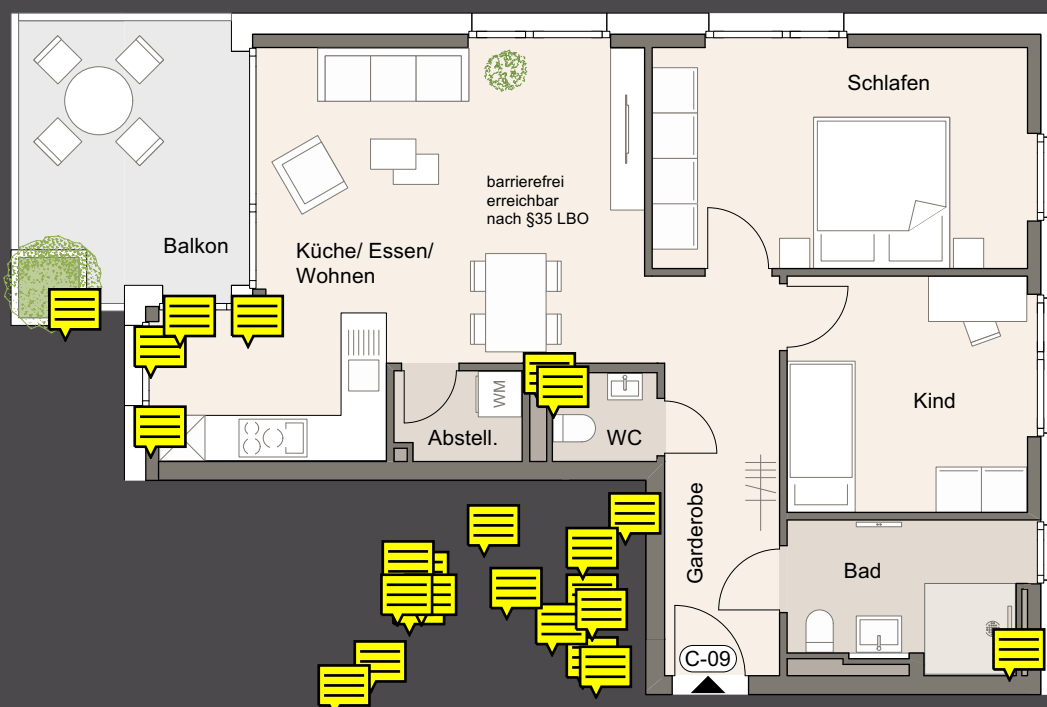 Schlafen
barrierefrei
erreichbar
nach §35 LBO
Balkon
Küche/ Essen/
Wohnen
WM
Kind
Abstell.
WC
Garderobe
Bad
C-09